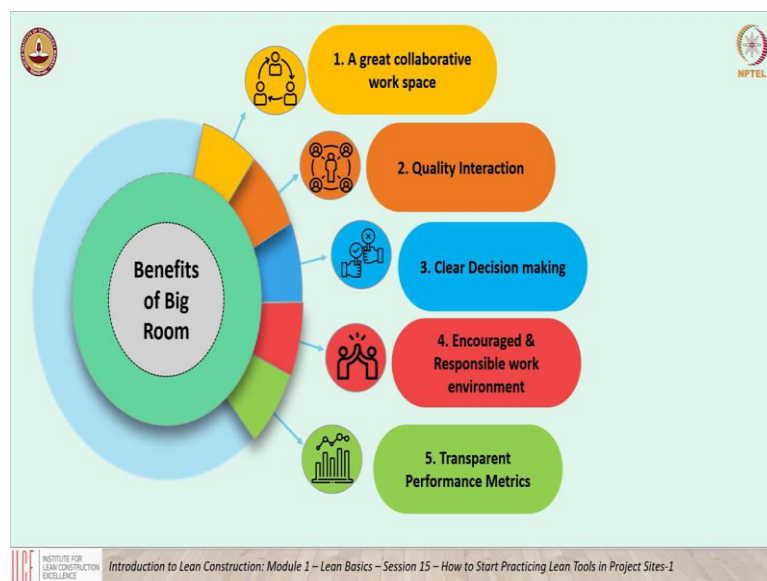 1. A great collaborative
work space
NPTEL
2. Quality Interaction
Benefits
of Big
Room
3. Clear Decision making
4. Encouraged &
Responsible work
environment
5. Transparent
Performance Metrics
INSTITUTE FOR
LEAN CONSTRUCTION
EXCELLENCE
Introduction to Lean Construction: Module 1 – Lean Basics – Session 15 – How to Start Practicing Lean Tools in Project Sites-1